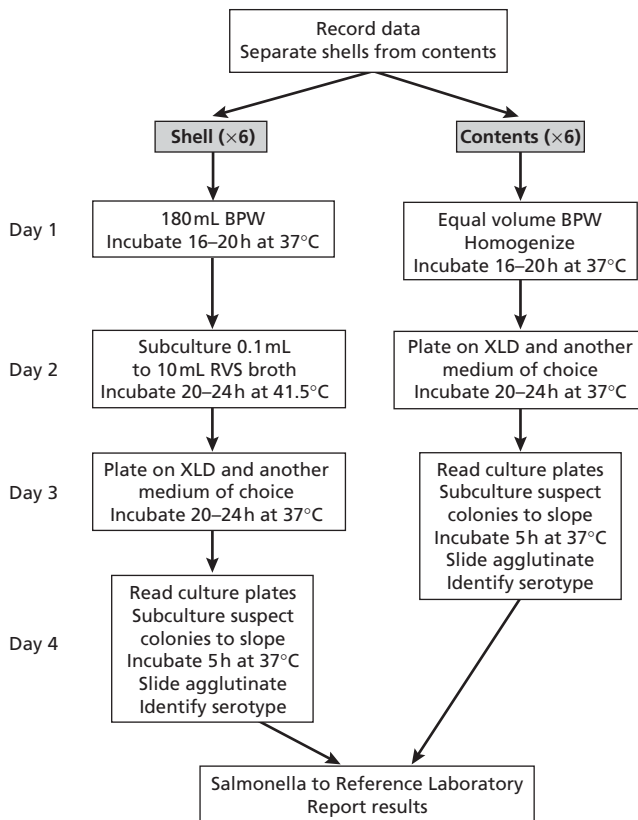 Record data
Separate shells from contents
Shell (×6)
Contents (×6)
Day 1
180 mL BPW
Incubate 16–20 h at 37°C
Equal volume BPW
Homogenize
Incubate 16–20 h at 37°C
Day 2
Subculture 0.1 mL
to 10 mL RVS broth
Incubate 20–24 h at 41.5°C
Plate on XLD and another
medium of choice
Incubate 20–24 h at 37°C
Day 3
Plate on XLD and another
medium of choice
Incubate 20–24 h at 37°C
Read culture plates
Subculture suspect
colonies to slope
Incubate 5 h at 37°C
Slide agglutinate
Identify serotype
Day 4
Read culture plates
Subculture suspect
colonies to slope
Incubate 5 h at 37°C
Slide agglutinate
Identify serotype
Salmonella to Reference Laboratory
Report results